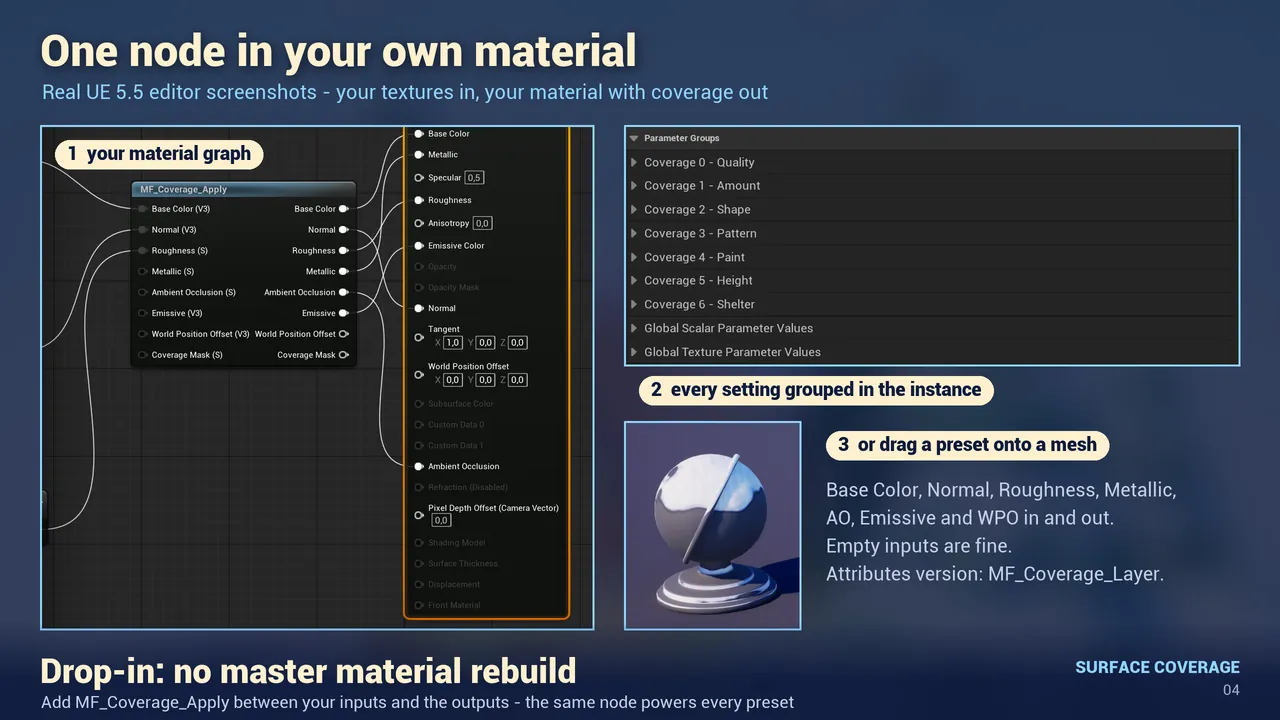 One node in your own material
Real UE 5.5 editor screenshots - your textures in, your material with coverage out
1 your material graph
MF_Coverage_Apply
Base Color (V3) Base Color
Normal (V3) Normal
Roughness (S) Roughness
Metallic (S) Metallic
Ambient Occlusion (S) Ambient Occlusion
Emissive (V3) Emissive
World Position Offset (V3) World Position Offset
Coverage Mask (S) Coverage Mask
Base Color
Metallic
Specular 0,5
Roughness
Anisotropy 0,0
Emissive Color
Opacity
Opacity Mask
Normal
Tangent
X 1,0 Y 0,0 Z 0,0
World Position Offset
X 0,0 Y 0,0 Z 0,0
Subsurface Color
Custom Data 0
Custom Data 1
Ambient Occlusion
Refraction (Disabled)
Pixel Depth Offset (Camera Vector)
0,0
Shading Model
Surface Thickness
Displacement
Front Material
Parameter Groups
Coverage 0 - Quality
Coverage 1 - Amount
Coverage 2 - Shape
Coverage 3 - Pattern
Coverage 4 - Paint
Coverage 5 - Height
Coverage 6 - Shelter
Global Scalar Parameter Values
Global Texture Parameter Values
2 every setting grouped in the instance
3 or drag a preset onto a mesh
Base Color, Normal, Roughness, Metallic,
AO, Emissive and WPO in and out.
Empty inputs are fine.
Attributes version: MF_Coverage_Layer.
Drop-in: no master material rebuild
Add MF_Coverage_Apply between your inputs and the outputs - the same node powers every preset
SURFACE COVERAGE
04